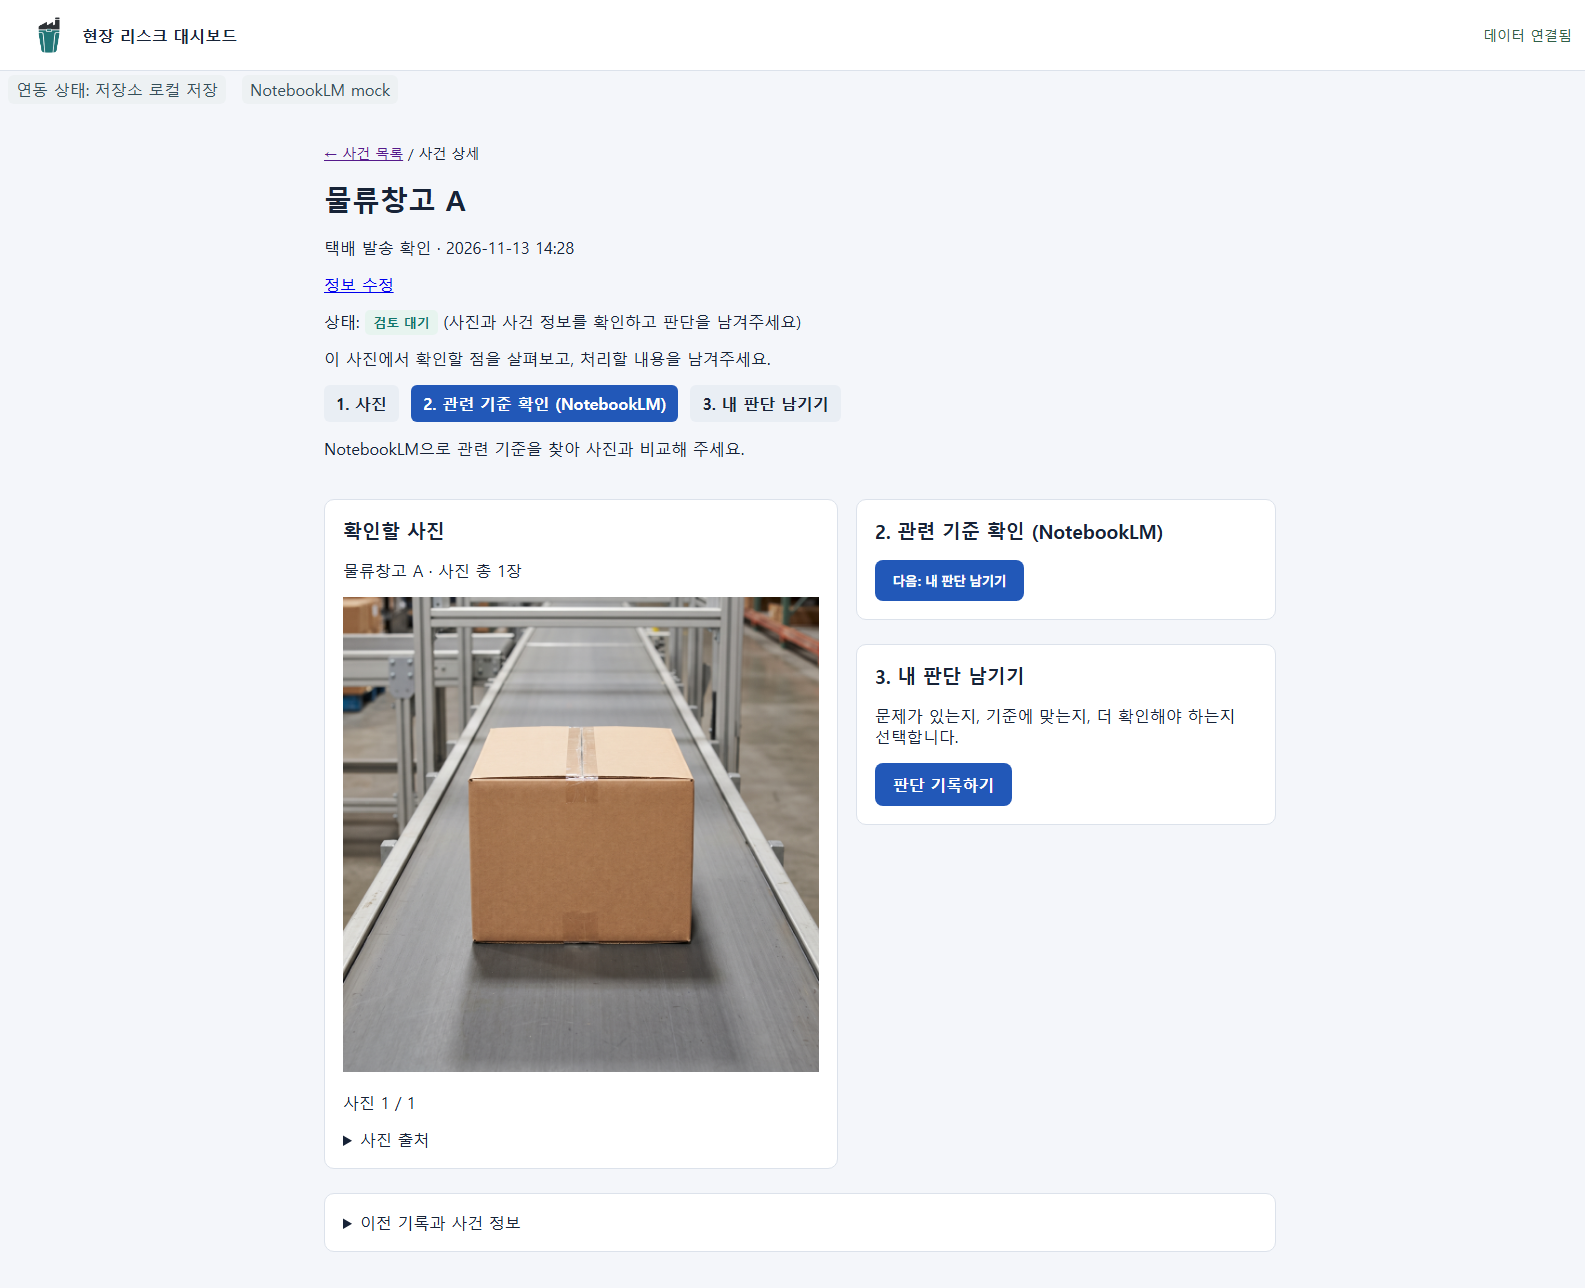 현장 리스크 대시보드
데이터 연결됨
연동 상태: 저장소 로컬 저장
NotebookLM mock
← 사건 목록 / 사건 상세
물류창고 A
택배 발송 확인 · 2026-11-13 14:28
정보 수정
상태: 검토 대기 (사진과 사건 정보를 확인하고 판단을 남겨주세요)
이 사진에서 확인할 점을 살펴보고, 처리할 내용을 남겨주세요.
1. 사진
2. 관련 기준 확인 (NotebookLM)
3. 내 판단 남기기
NotebookLM으로 관련 기준을 찾아 사진과 비교해 주세요.
확인할 사진
물류창고 A · 사진 총 1장
사진 1 / 1
▶ 사진 출처
2. 관련 기준 확인 (NotebookLM)
다음: 내 판단 남기기
3. 내 판단 남기기
문제가 있는지, 기준에 맞는지, 더 확인해야 하는지
선택합니다.
판단 기록하기
▶ 이전 기록과 사건 정보